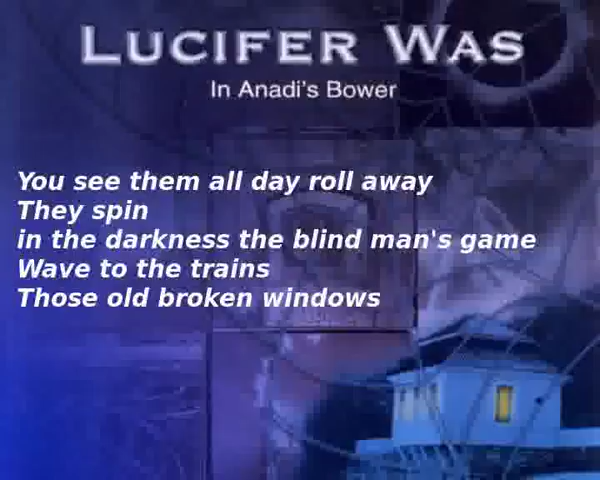 LUCIFER WAS
In Anadi's Bower
You see them all day roll away
They spin
in the darkness the blind man's game
Wave to the trains
Those old broken windows